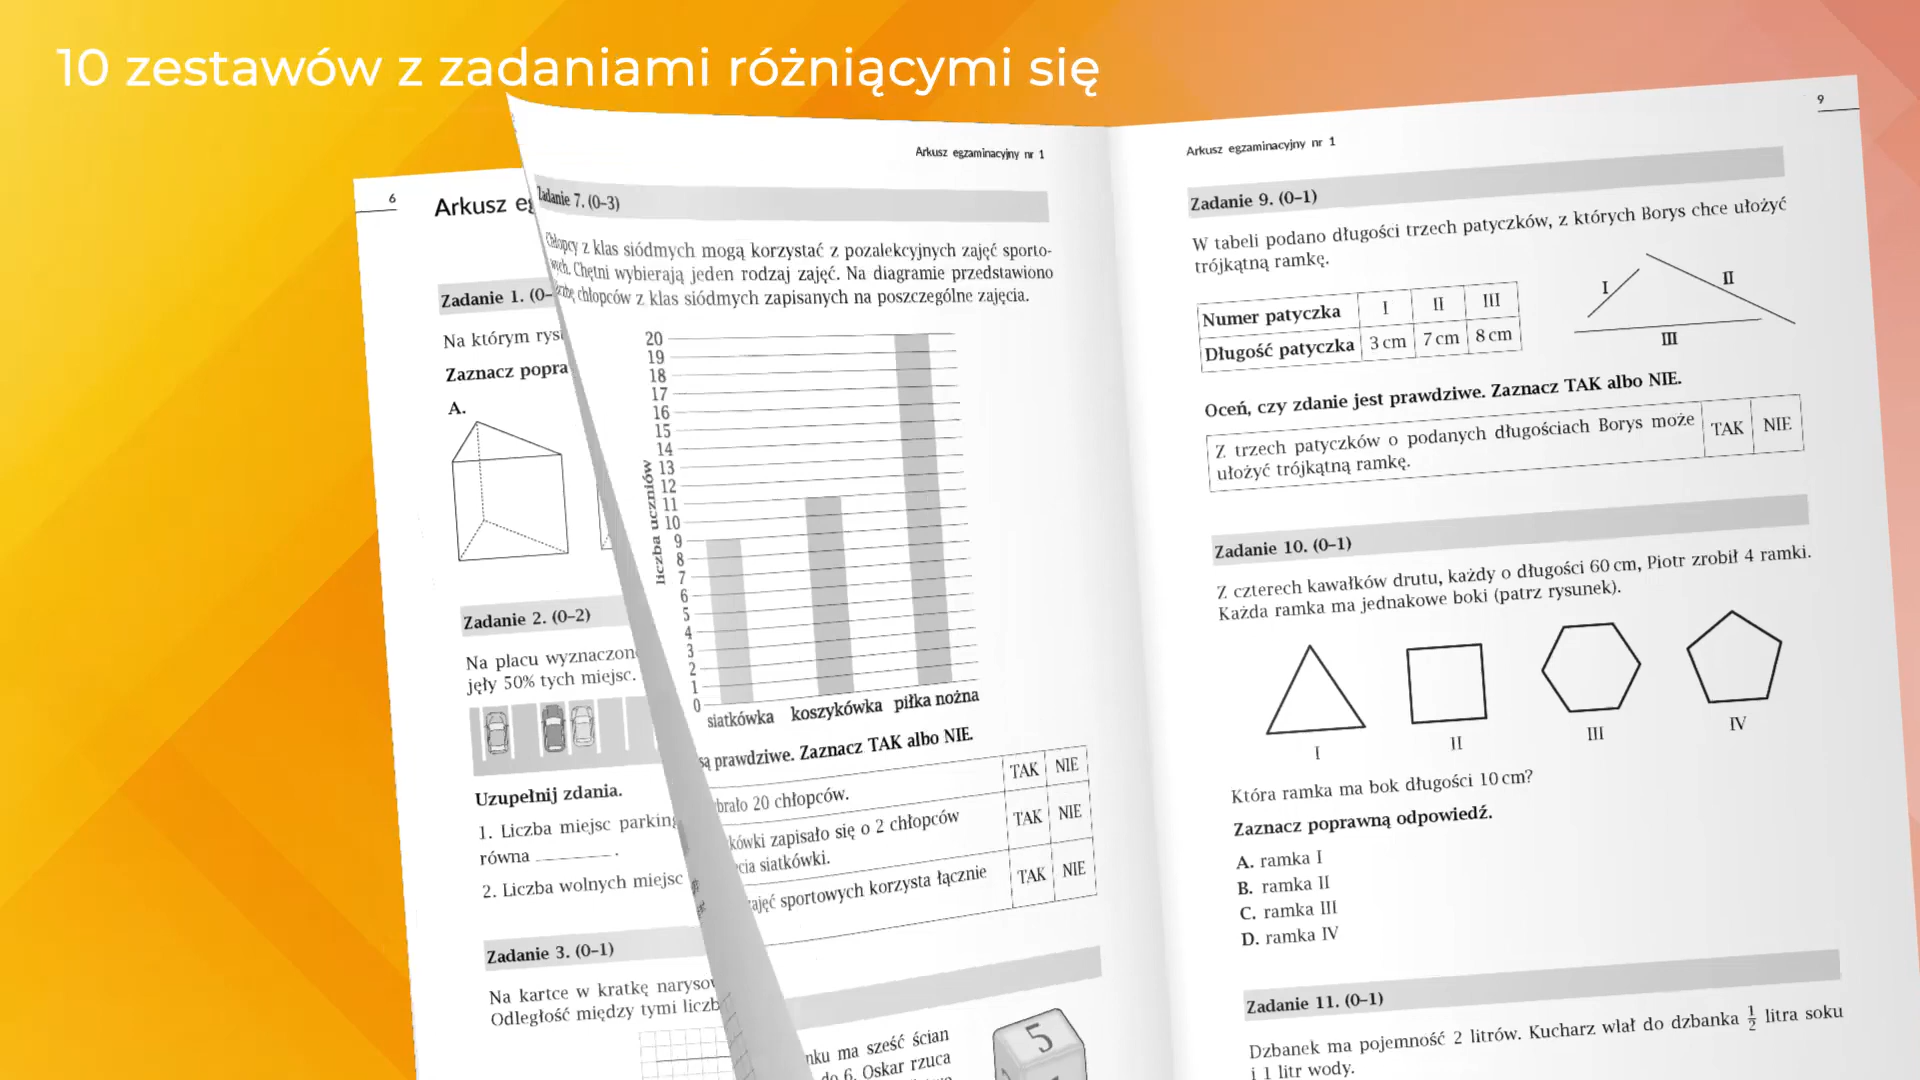 10 zestawów z zadaniami różniącymi się
6
Arkusz
Zadanie 1. (0–
Na którym
Zaznacz
A.
Zadanie 2. (0–2)
Na placu
jęły 50% tych miejsc.
Uzupełnij zdania.
1. Liczba miejsc
równa ________.
2. Liczba wolnych miejsc
Zadanie 3. (0–1)
Na kartce w kratkę
Odległość między tymi
Arkusz egzaminacyjny nr 1
Zadanie 7. (0–3)
Chłopcy z klas siódmych mogą korzystać z pozalekcyjnych zajęć sporto-
wych. Chętni wybierają jeden rodzaj zajęć. Na diagramie przedstawiono
liczbę chłopców z klas siódmych zapisanych na poszczególne zajęcia.
liczba uczniów
20
19
18
17
16
15
14
13
12
11
10
9
8
7
6
5
4
3
2
1
0
siatkówka koszykówka piłka nożna
są prawdziwe. Zaznacz TAK albo NIE.
20 chłopców. TAK NIE
zapisało się o 2 chłopców TAK NIE
siatkówki.
zajęć sportowych korzysta łącznie TAK NIE
ma sześć ścian
do 6. Oskar rzuca
5
9
Arkusz egzaminacyjny nr 1
Zadanie 9. (0–1)
W tabeli podano długości trzech patyczków, z których Borys chce ułożyć
trójkątną ramkę.
Numer patyczka I II III
Długość patyczka 3 cm 7 cm 8 cm
I
II
III
Oceń, czy zdanie jest prawdziwe. Zaznacz TAK albo NIE.
Z trzech patyczków o podanych długościach Borys może TAK NIE
ułożyć trójkątną ramkę.
Zadanie 10. (0–1)
Z czterech kawałków drutu, każdy o długości 60 cm, Piotr zrobił 4 ramki.
Każda ramka ma jednakowe boki (patrz rysunek).
I II III IV
Która ramka ma bok długości 10 cm?
Zaznacz poprawną odpowiedź.
A. ramka I
B. ramka II
C. ramka III
D. ramka IV
Zadanie 11. (0–1)
Dzbanek ma pojemność 2 litrów. Kucharz wlał do dzbanka 1/2 litra soku
i 1 litr wody.